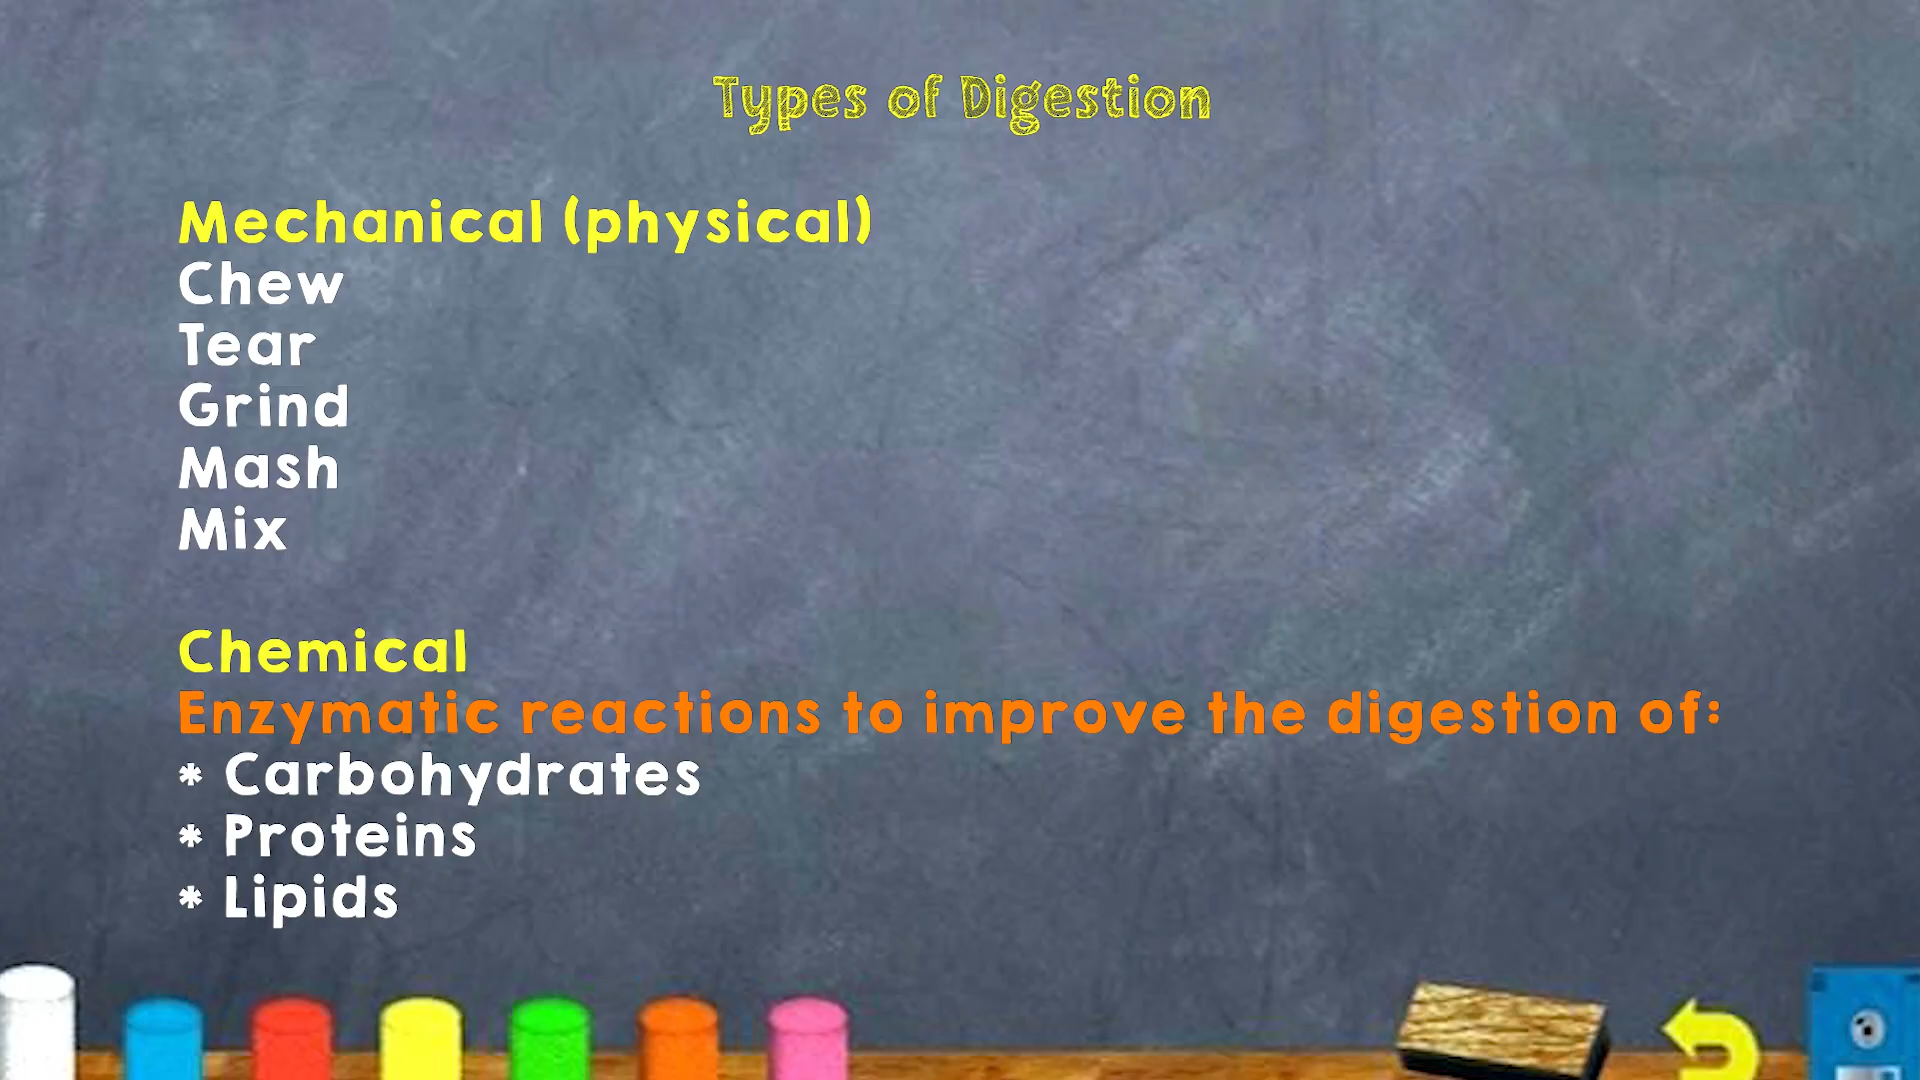 Types of Digestion
Mechanical (physical)
Chew
Tear
Grind
Mash
Mix
Chemical
Enzymatic reactions to improve the digestion of:
* Carbohydrates
* Proteins
* Lipids